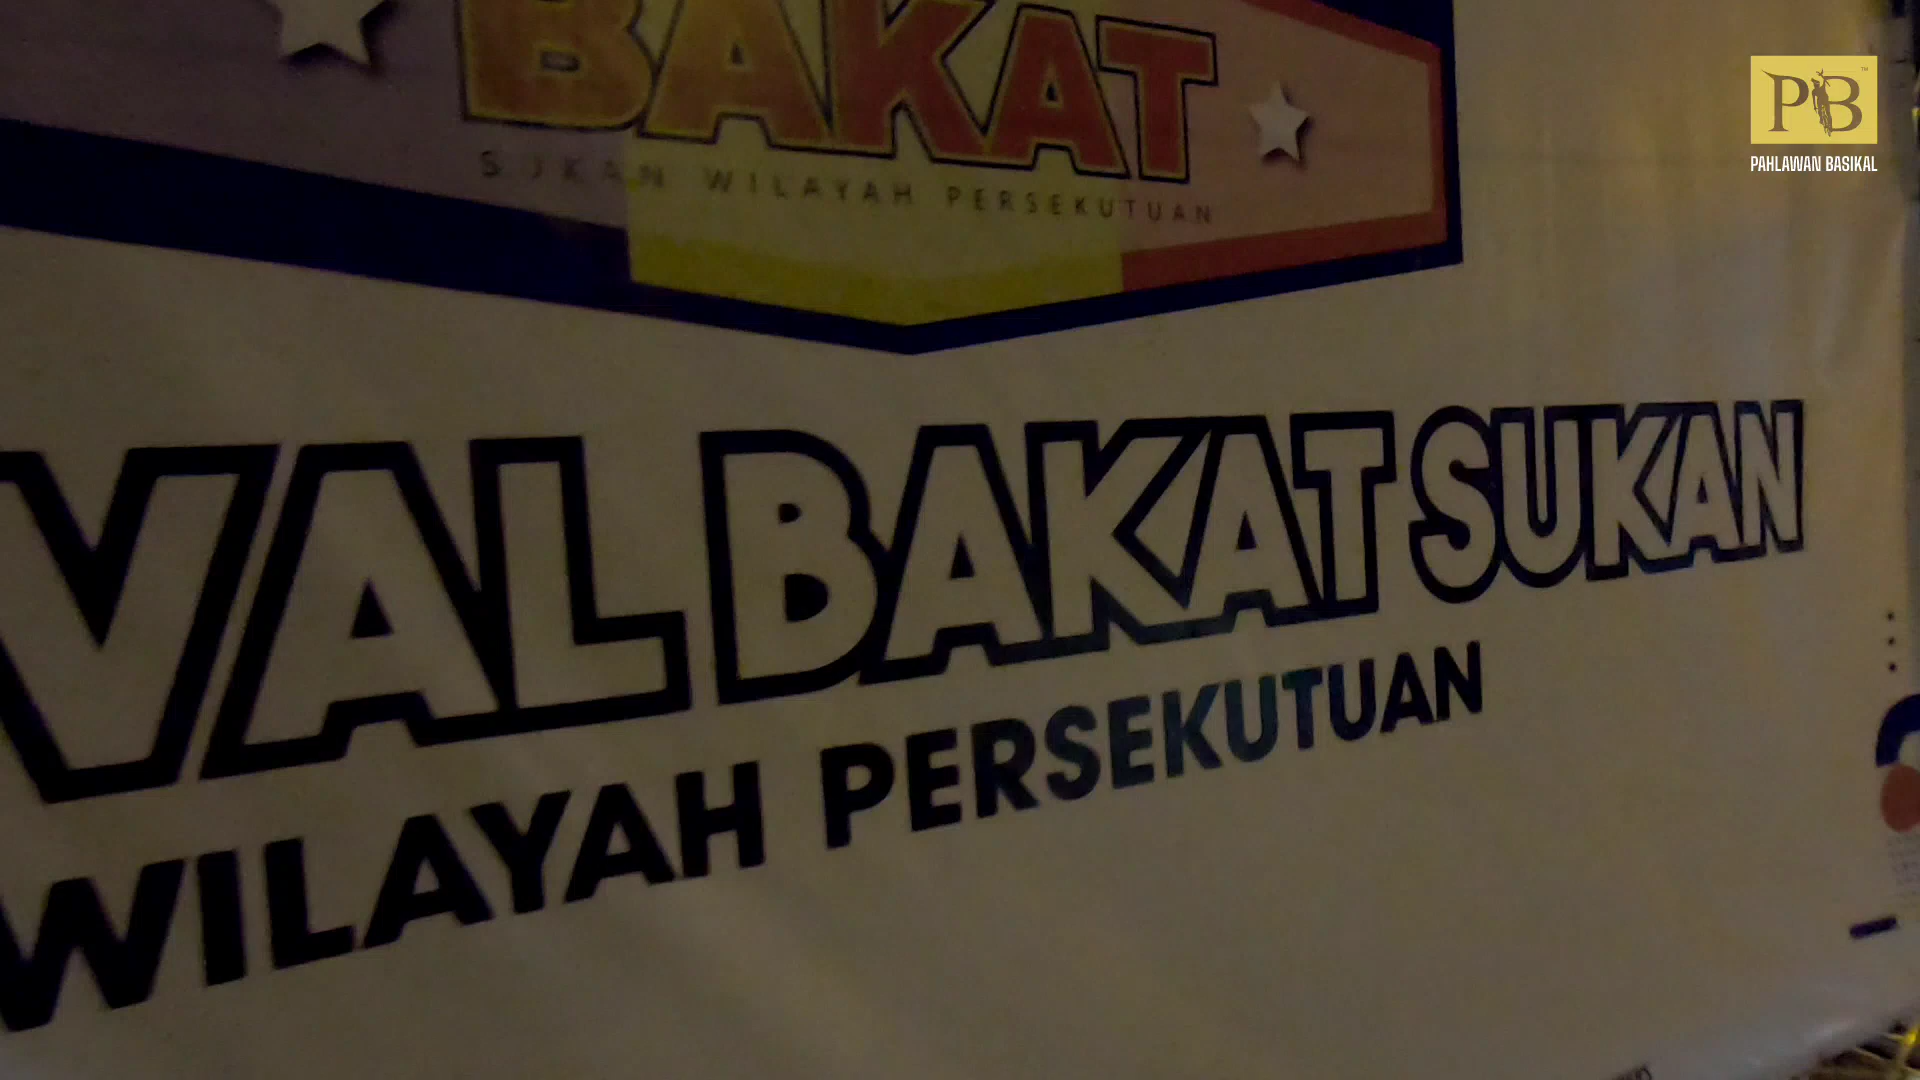 BAKAT
SUKAN WILAYAH PERSEKUTUAN
PB
PAHLAWAN BASIKAL
VAL BAKAT SUKAN
WILAYAH PERSEKUTUAN